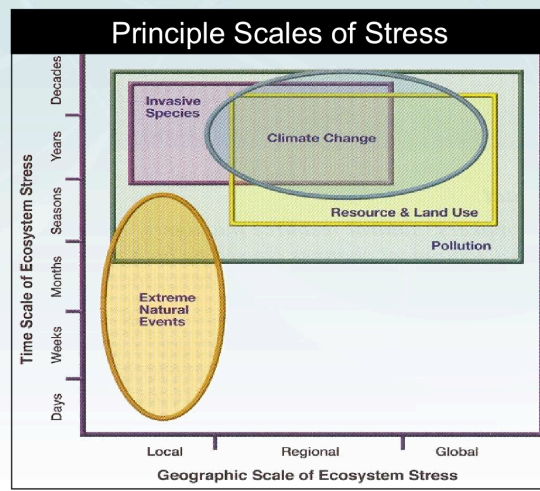 Principle Scales of Stress
Time Scale of Ecosystem Stress
Decades
Years
Seasons
Months
Weeks
Days
Invasive
Species
Climate Change
Resource & Land Use
Pollution
Extreme
Natural
Events
Local
Regional
Global
Geographic Scale of Ecosystem Stress